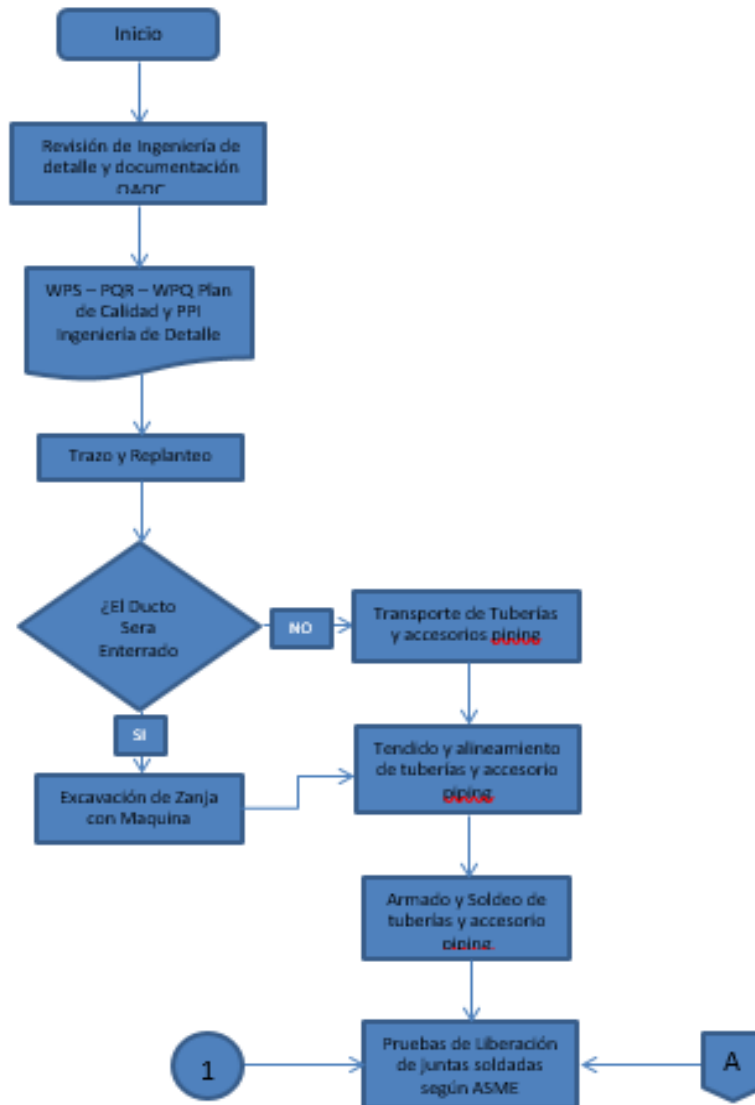 Inicio
Revisión de Ingeniería de
detalle y documentación
WPS – PQR – WPQ Plan
de Calidad y PPI
Ingeniería de Detalle
Trazo y Replanteo
¿El Ducto
Sera
Enterrado
NO
Transporte de Tuberías
y accesorios piping
SI
Tendido y alineamiento
de tuberías y accesorio
piping
Excavación de Zanja
con Maquina
Armado y Soldeo de
tuberías y accesorio
piping
Pruebas de Liberación
de juntas soldadas
según ASME
1
A